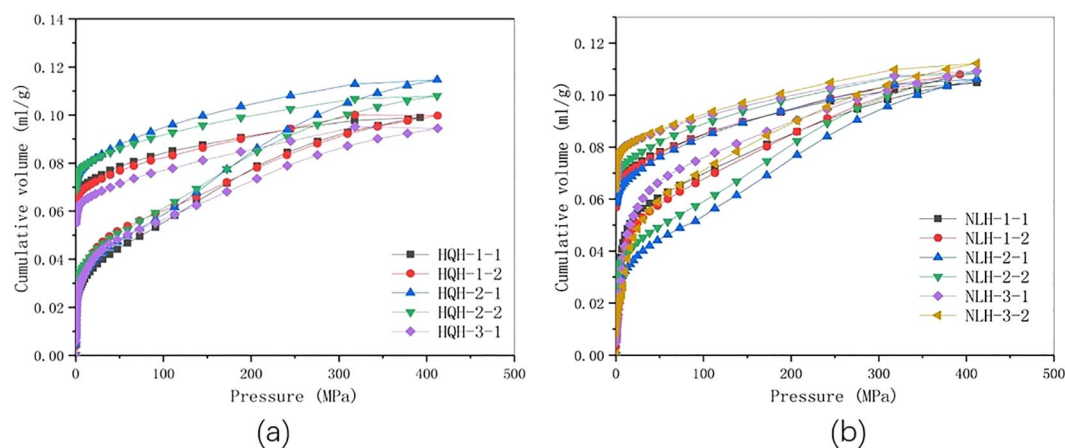 0.14
0.12
0.10
0.08
0.06
0.04
0.02
0.00
Cumulative volume (ml/g)
HQH-1-1
HQH-1-2
HQH-2-1
HQH-2-2
HQH-3-1
0 100 200 300 400 500
Pressure (MPa)
(a)
0.12
0.10
0.08
0.06
0.04
0.02
0.00
Cumulative volume (ml/g)
NLH-1-1
NLH-1-2
NLH-2-1
NLH-2-2
NLH-3-1
NLH-3-2
0 100 200 300 400 500
Pressure (MPa)
(b)